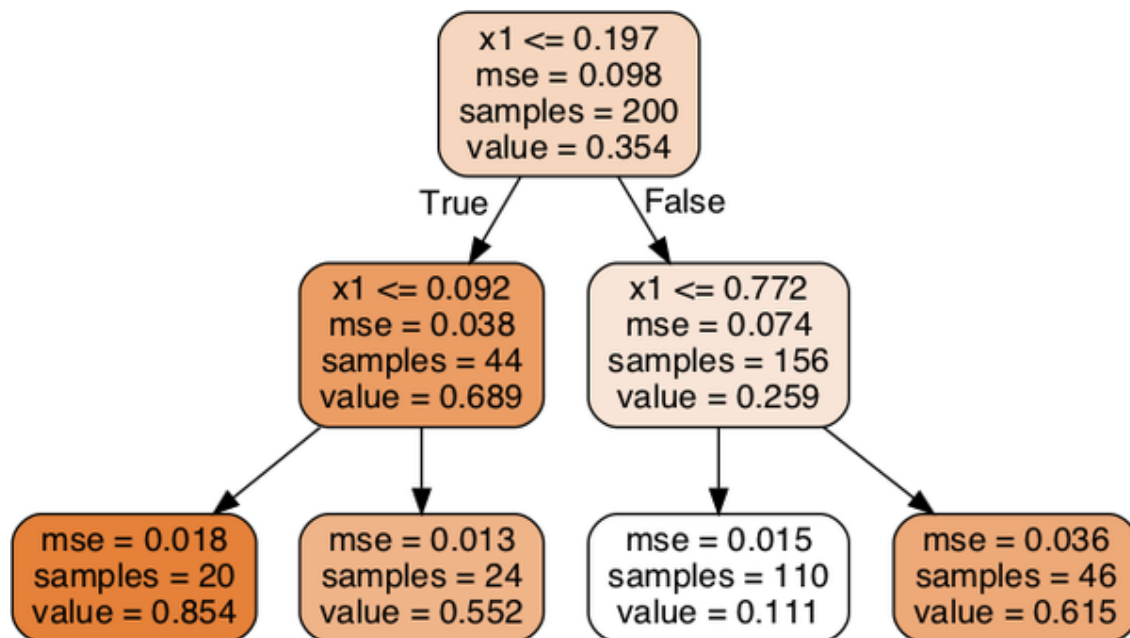 x1 <= 0.197
mse = 0.098
samples = 200
value = 0.354
True
False
x1 <= 0.092
mse = 0.038
samples = 44
value = 0.689
x1 <= 0.772
mse = 0.074
samples = 156
value = 0.259
mse = 0.018
samples = 20
value = 0.854
mse = 0.013
samples = 24
value = 0.552
mse = 0.015
samples = 110
value = 0.111
mse = 0.036
samples = 46
value = 0.615